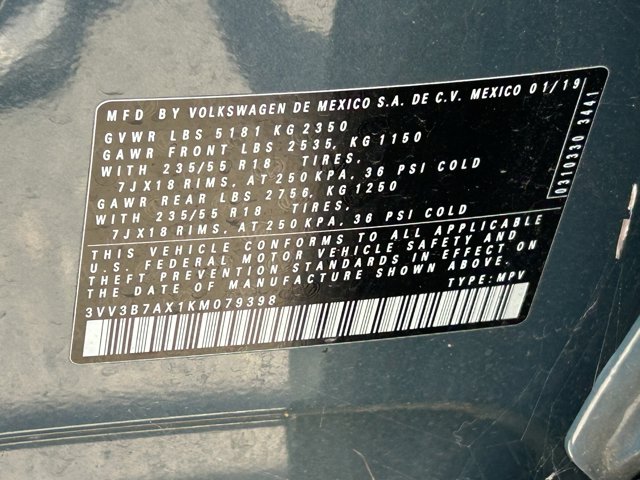 MFD BY VOLKSWAGEN DE MEXICO S.A. DE C.V. MEXICO 01/19
GVWR LBS 5181 KG 2350
GAWR FRONT LBS 2535, KG 1150
WITH 235/55 R18 TIRES,
7JX18 RIMS, AT 250 KPA, 36 PSI COLD
GAWR REAR LBS 2756, KG 1250
WITH 235/55 R18 TIRES,
7JX18 RIMS, AT 250 KPA, 36 PSI COLD
THIS VEHICLE CONFORMS TO ALL APPLICABLE
U.S. FEDERAL MOTOR VEHICLE SAFETY AND
THEFT PREVENTION STANDARDS IN EFFECT ON
THE DATE OF MANUFACTURE SHOWN ABOVE.
3VV3B7AX1KM079398 TYPE: MPV
0310330 3441